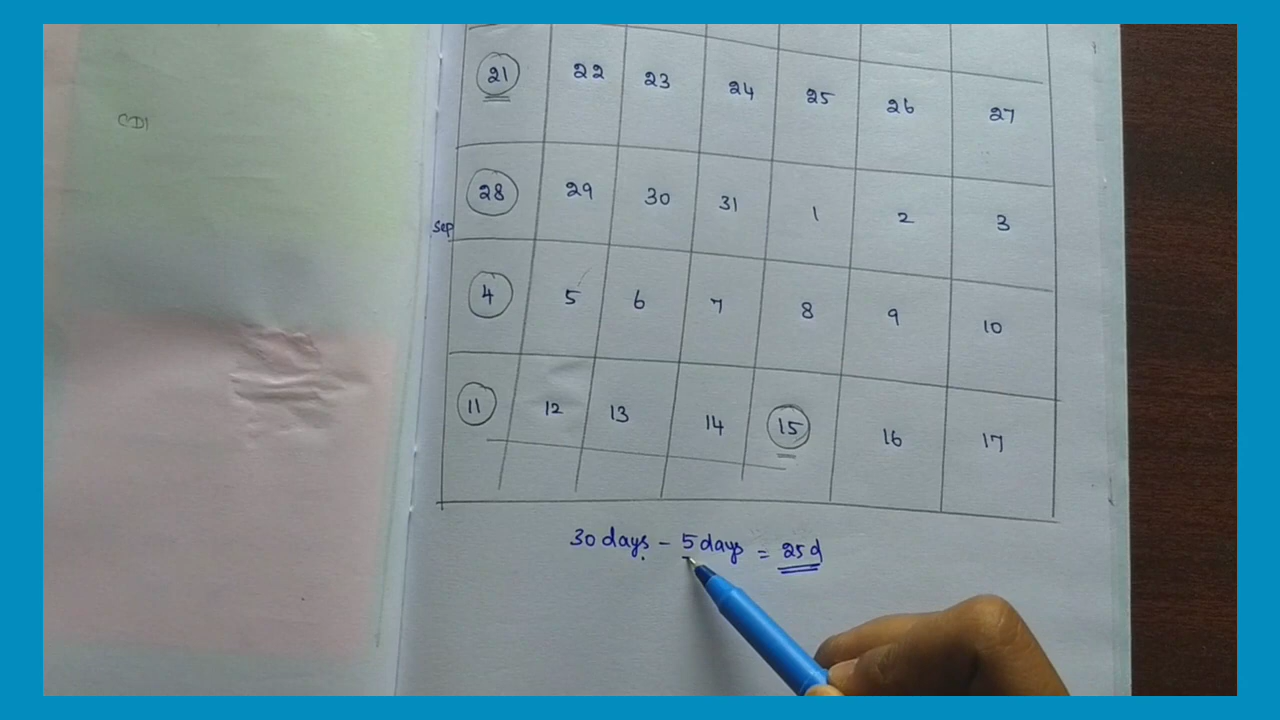 CDI
21 22 23 24 25 26 27
28 29 30 31 1 2 3
Sep
4 5 6 7 8 9 10
11 12 13 14 15 16 17
30 days - 5 days = 25 d